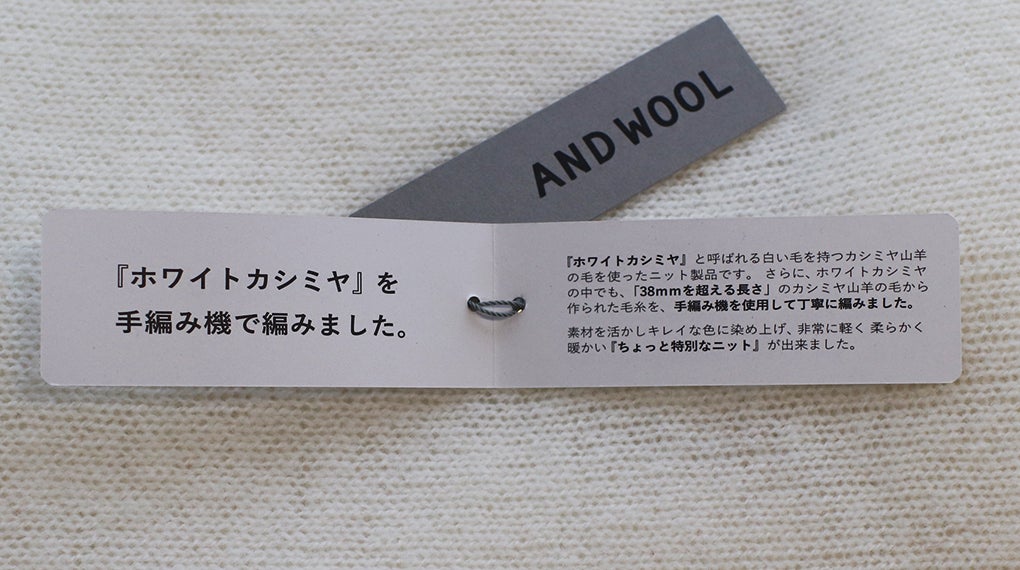 AND WOOL
『ホワイトカシミヤ』を
手編み機で編みました。
『ホワイトカシミヤ』と呼ばれる白い毛を持つカシミヤ山羊
の毛を使ったニット製品です。 さらに、ホワイトカシミヤ
の中でも、「38mmを超える長さ」のカシミヤ山羊の毛から
作られた毛糸を、手編み機を使用して丁寧に編みました。
素材を活かしキレイな色に染め上げ、非常に軽く 柔らかく
暖かい『ちょっと特別なニット』が出来ました。